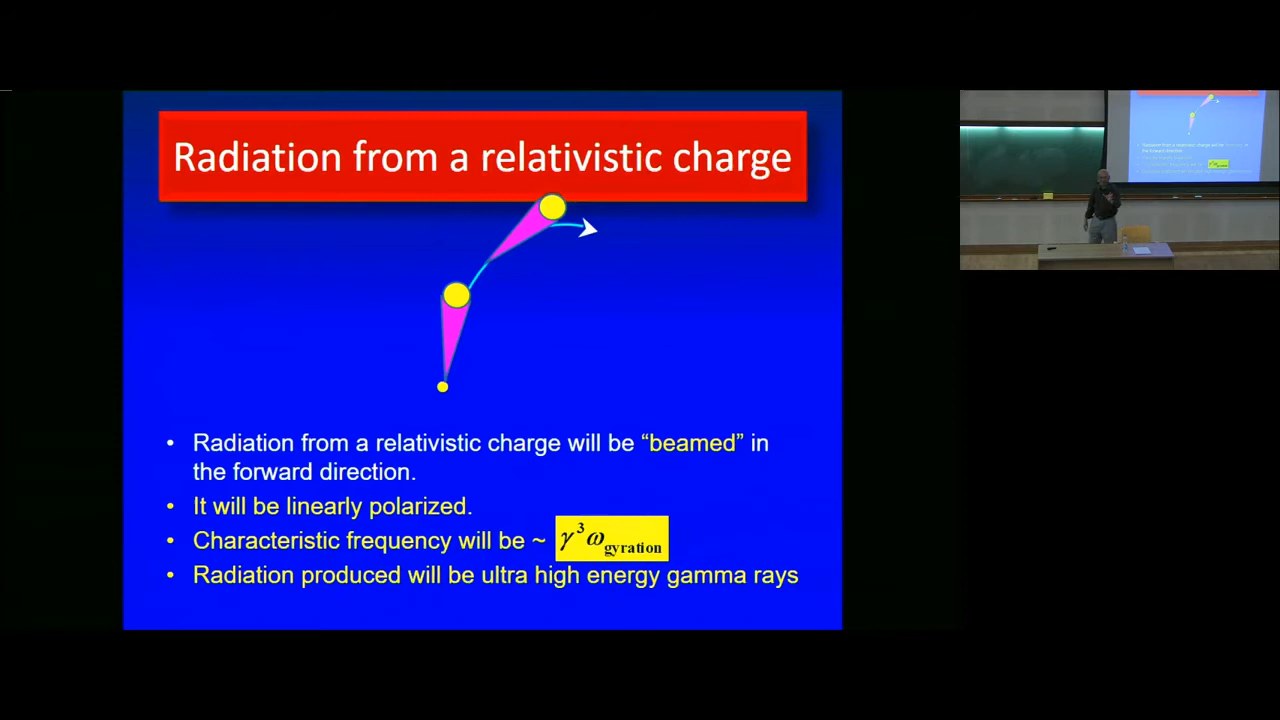 Radiation from a relativistic charge
• Radiation from a relativistic charge will be “beamed” in
the forward direction.
• It will be linearly polarized.
• Characteristic frequency will be ~ γ³ω_gyration
• Radiation produced will be ultra high energy gamma rays